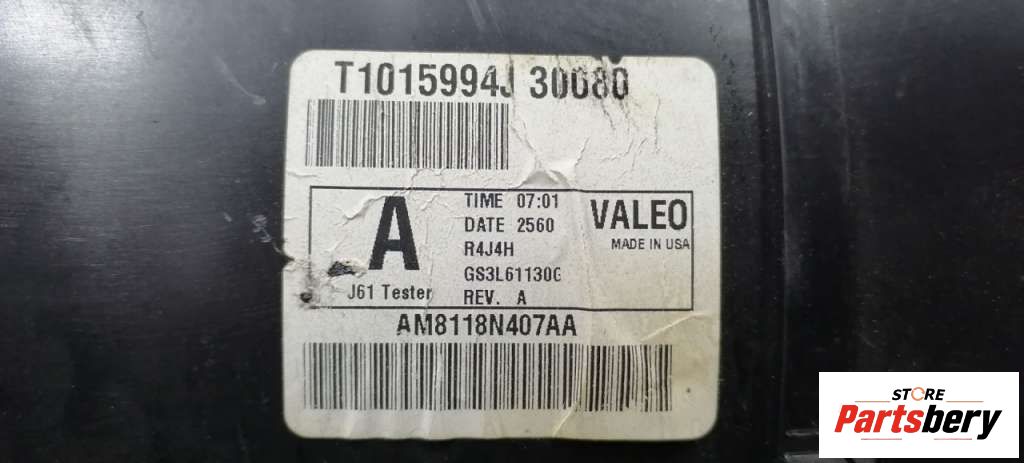 T1015994J 30080
A
J61 Tester
TIME 07:01
DATE 2560
R4J4H
GS3L61130G
REV. A
VALEO
MADE IN USA
AM8118N407AA
STORE
Partsbery